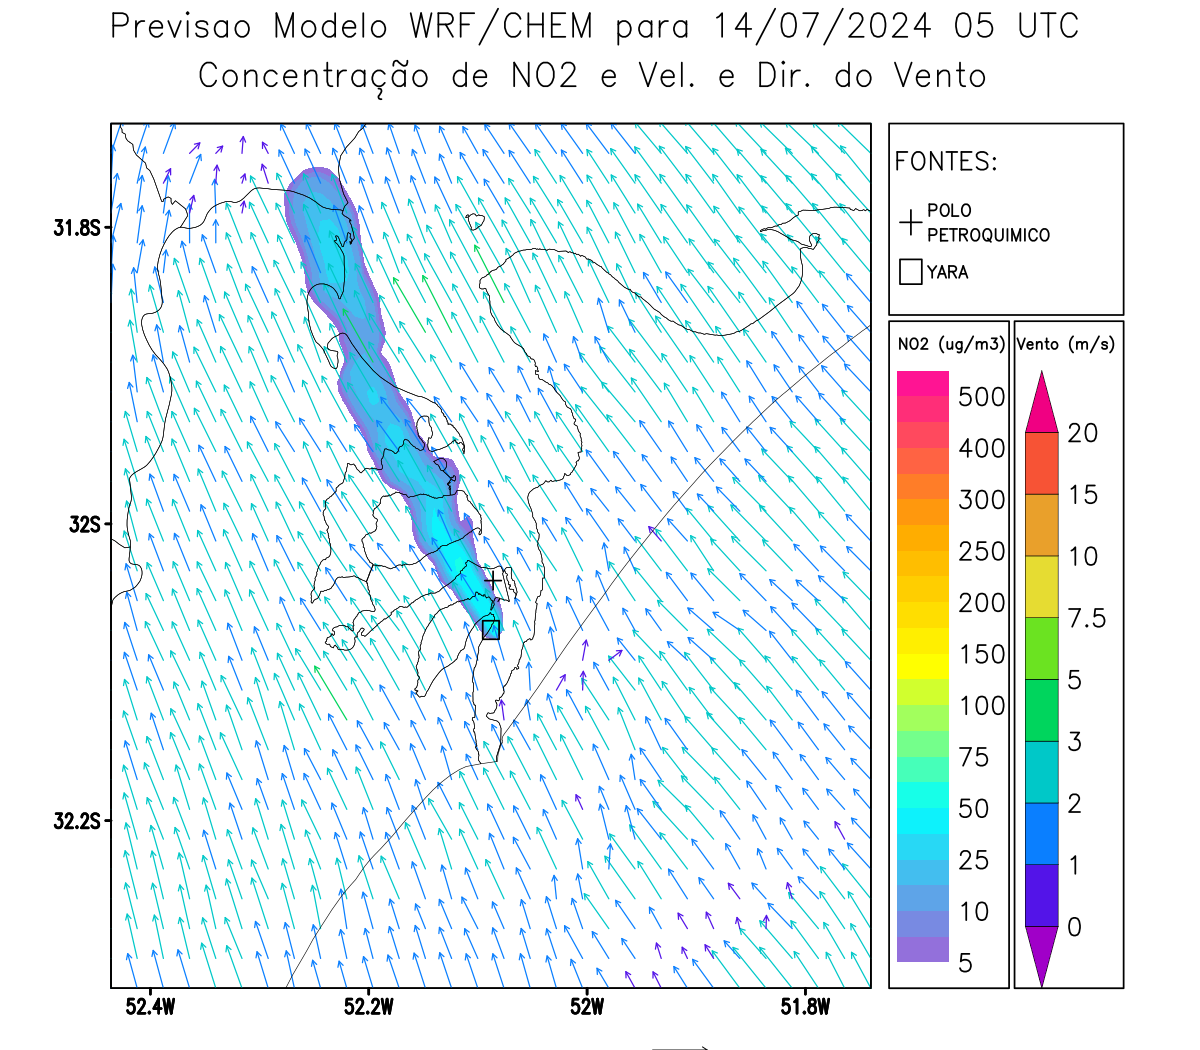 Previsao Modelo WRF/CHEM para 14/07/2024 05 UTC
Concentração de NO2 e Vel. e Dir. do Vento
FONTES:
POLO
PETROQUIMICO
YARA
NO2 (ug/m3)
500
400
300
250
200
150
100
75
50
25
10
5
Vento (m/s)
20
15
10
7.5
5
3
2
1
0
31.8S
32S
32.2S
52.4W
52.2W
52W
51.8W